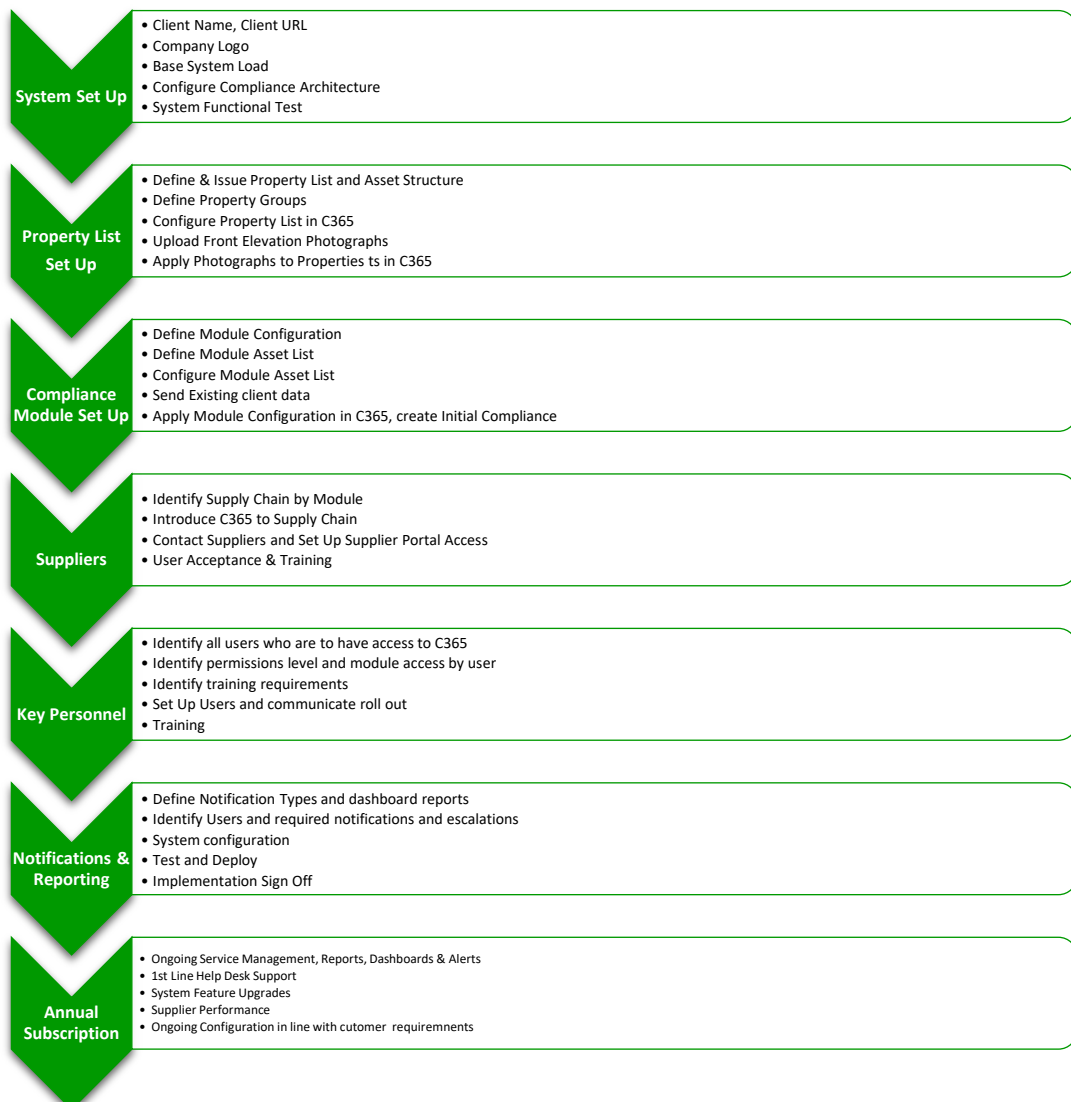 System Set Up
• Client Name, Client URL
• Company Logo
• Base System Load
• Configure Compliance Architecture
• System Functional Test
Property List
Set Up
• Define & Issue Property List and Asset Structure
• Define Property Groups
• Configure Property List in C365
• Upload Front Elevation Photographs
• Apply Photographs to Properties ts in C365
Compliance
Module Set Up
• Define Module Configuration
• Define Module Asset List
• Configure Module Asset List
• Send Existing client data
• Apply Module Configuration in C365, create Initial Compliance
Suppliers
• Identify Supply Chain by Module
• Introduce C365 to Supply Chain
• Contact Suppliers and Set Up Supplier Portal Access
• User Acceptance & Training
Key Personnel
• Identify all users who are to have access to C365
• Identify permissions level and module access by user
• Identify training requirements
• Set Up Users and communicate roll out
• Training
Notifications &
Reporting
• Define Notification Types and dashboard reports
• Identify Users and required notifications and escalations
• System configuration
• Test and Deploy
• Implementation Sign Off
Annual
Subscription
• Ongoing Service Management, Reports, Dashboards & Alerts
• 1st Line Help Desk Support
• System Feature Upgrades
• Supplier Performance
• Ongoing Configuration in line with cutomer requiremnents